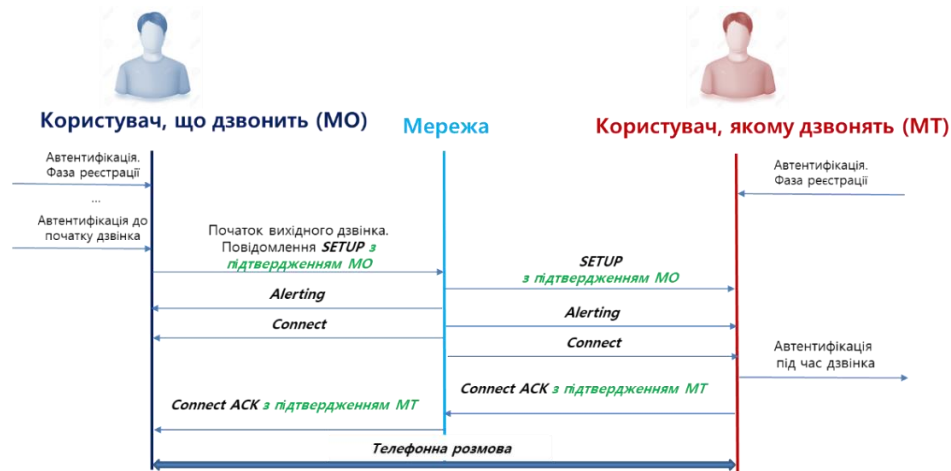 Користувач, що дзвонить (МО)
Мережа
Користувач, якому дзвонять (МТ)
Автентифікація.
Фаза реєстрації
...
Автентифікація до
початку дзвінка
Автентифікація.
Фаза реєстрації
Початок вихідного дзвінка.
Повідомлення SETUP з
підтвердженням МО
SETUP
з підтвердженням МО
Alerting
Alerting
Connect
Connect
Автентифікація
під час дзвінка
Connect ACK з підтвердженням МТ
Connect ACK з підтвердженням МТ
Телефонна розмова